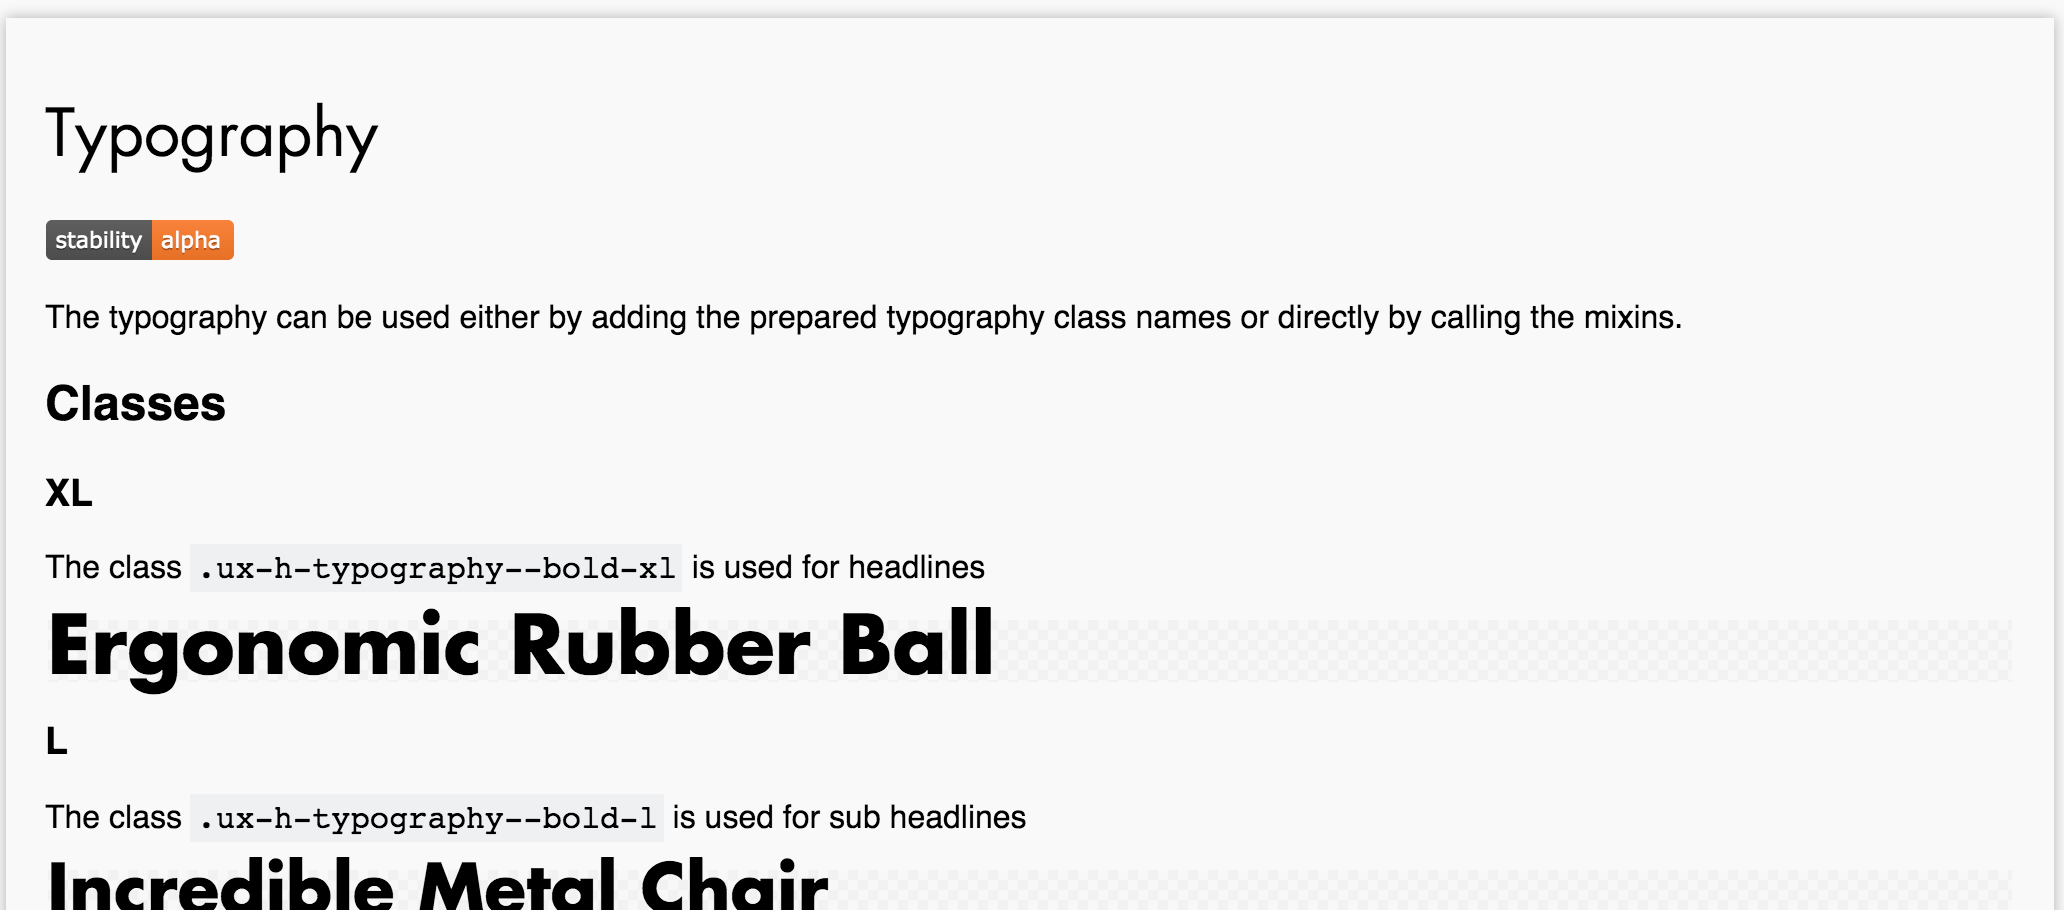 Typography
stability alpha
The typography can be used either by adding the prepared typography class names or directly by calling the mixins.
Classes
XL
The class .ux-h-typography--bold-xl is used for headlines
Ergonomic Rubber Ball
L
The class .ux-h-typography--bold-l is used for sub headlines
Incredible Metal Chair